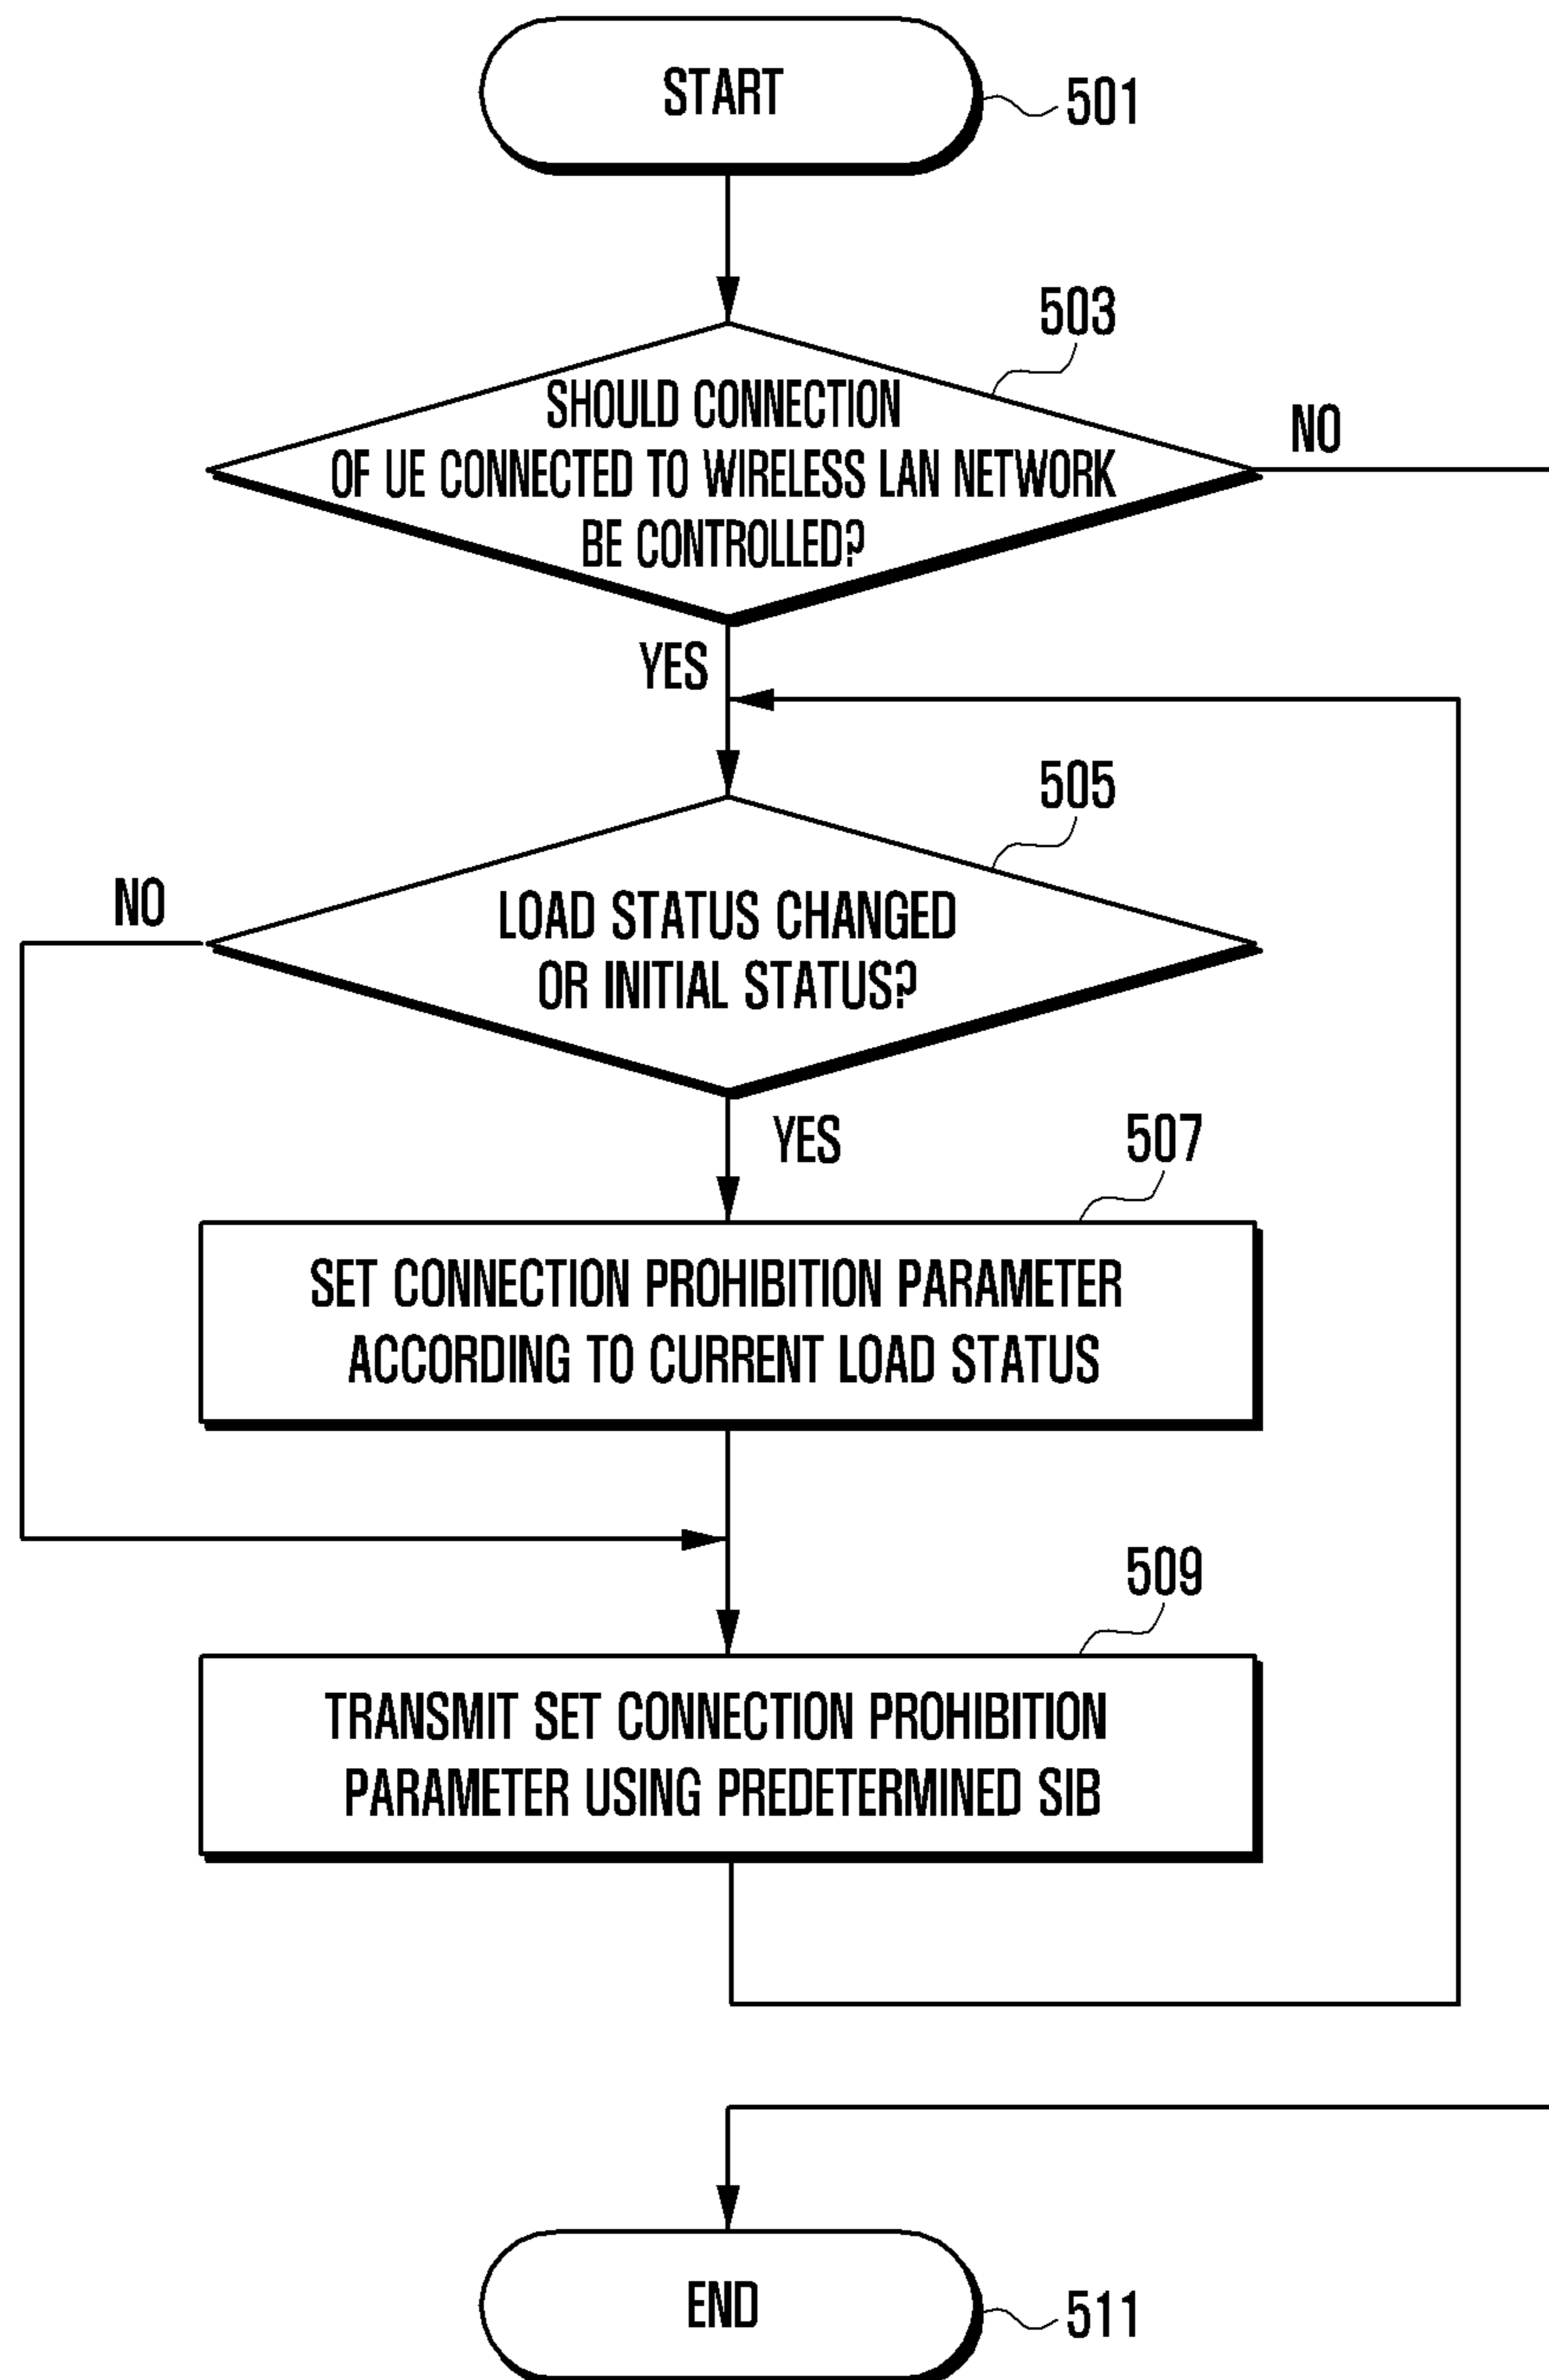 START
501
503
SHOULD CONNECTION
OF UE CONNECTED TO WIRELESS LAN NETWORK
BE CONTROLLED?
NO
YES
505
LOAD STATUS CHANGED
OR INITIAL STATUS?
NO
YES
507
SET CONNECTION PROHIBITION PARAMETER
ACCORDING TO CURRENT LOAD STATUS
509
TRANSMIT SET CONNECTION PROHIBITION
PARAMETER USING PREDETERMINED SIB
END
511